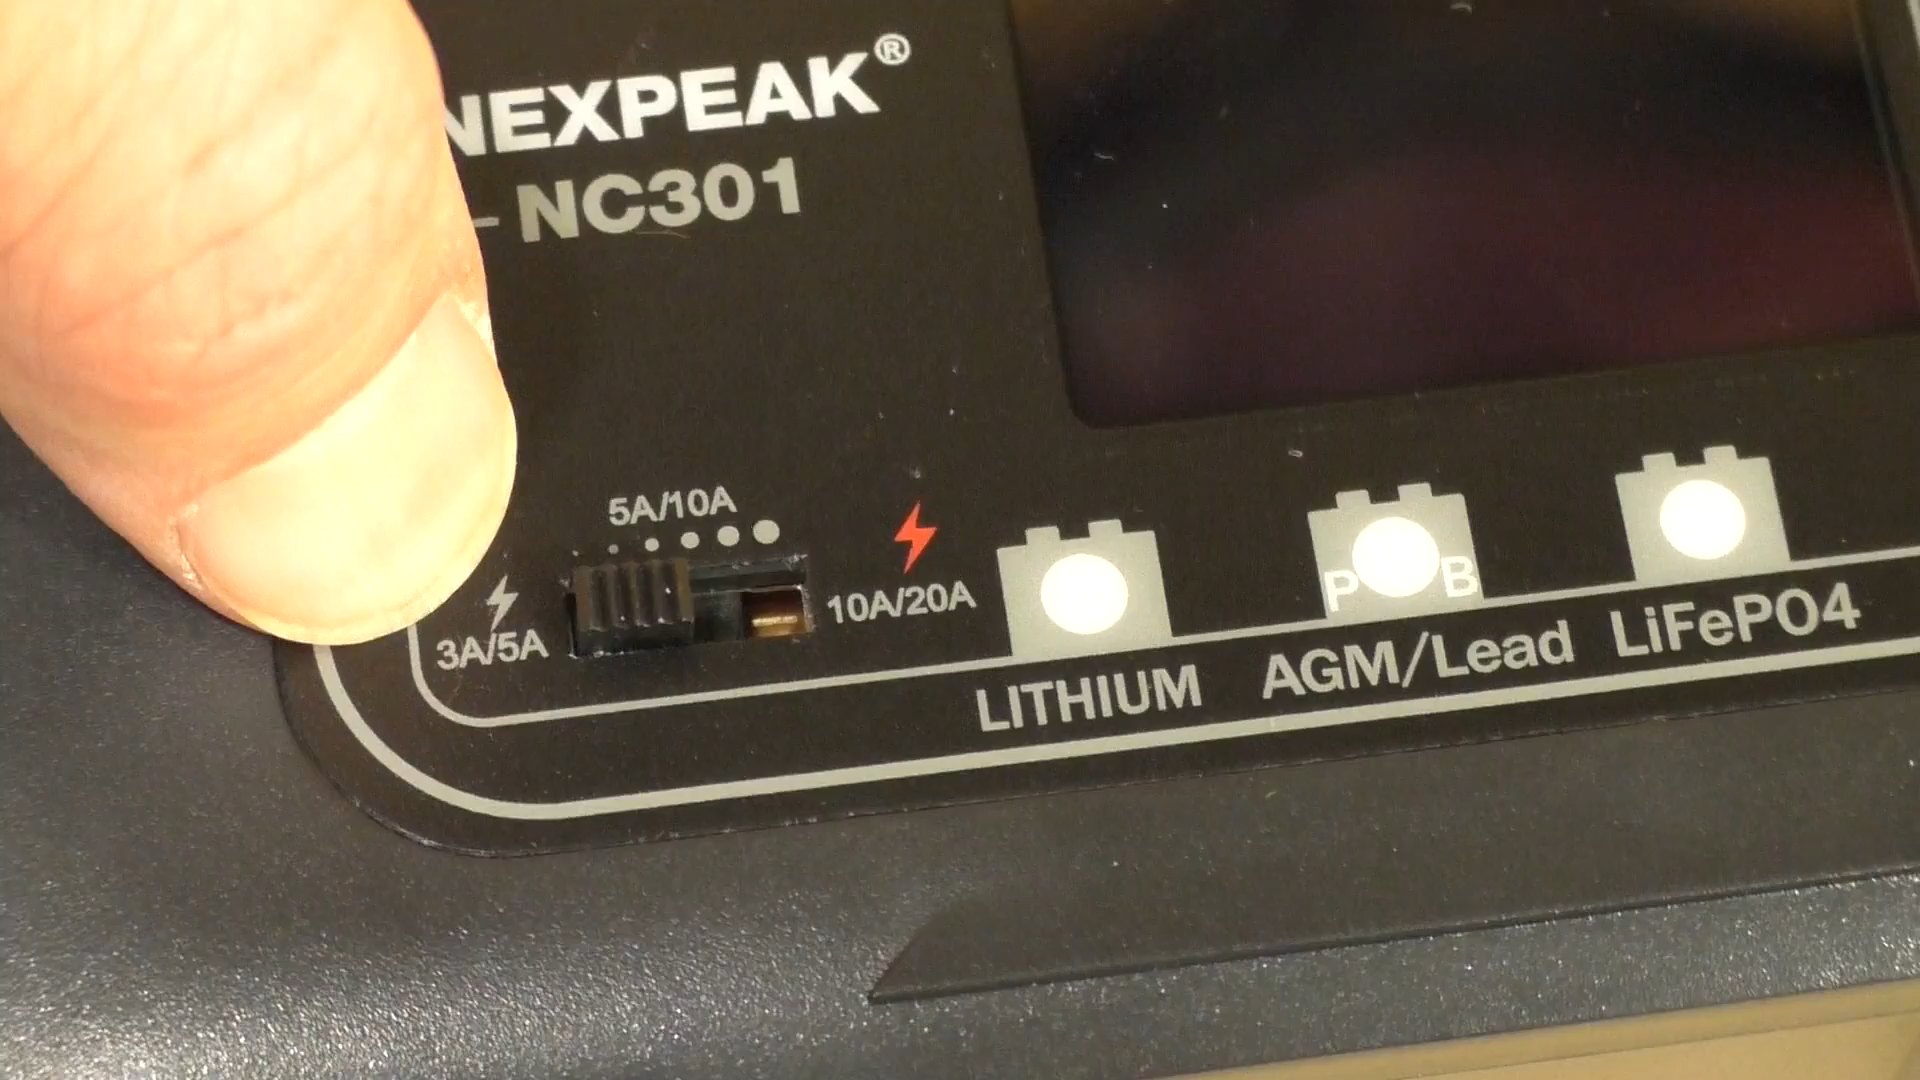 NEXPEAK®
NC301
5A/10A
3A/5A
10A/20A
P B
LITHIUM
AGM/Lead
LiFePO4